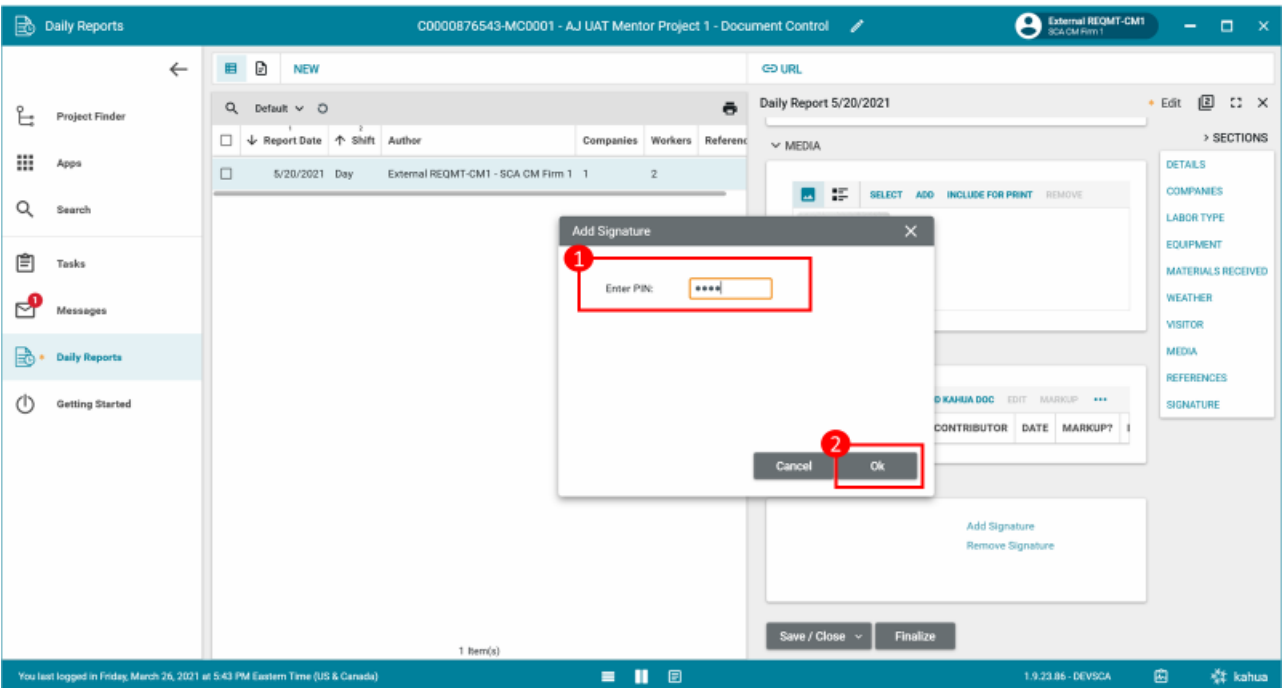 Daily Reports
C0000876543-MC0001 - AJ UAT Mentor Project 1 - Document Control
External REQMT-CM1
SCA CM Firm 1
NEW
URL
Project Finder
Apps
Search
Tasks
1
Messages
Daily Reports
Getting Started
Default
1 2
Report Date Shift Author Companies Workers Referenc
5/20/2021 Day External REQMT-CM1 - SCA CM Firm 1 1 2
1 Item(s)
Daily Report 5/20/2021
Edit
2
MEDIA
SELECT ADD INCLUDE FOR PRINT REMOVE
SECTIONS
DETAILS
COMPANIES
LABOR TYPE
EQUIPMENT
MATERIALS RECEIVED
WEATHER
VISITOR
MEDIA
REFERENCES
SIGNATURE
Add Signature
1
Enter PIN: ••••
2
Cancel Ok
D KAHUA DOC EDIT MARKUP •••
CONTRIBUTOR DATE MARKUP?
Add Signature
Remove Signature
Save / Close Finalize
You last logged in Friday, March 26, 2021 at 5:43 PM Eastern Time (US & Canada)
1.9.23.86 - DEVSCA
kahua